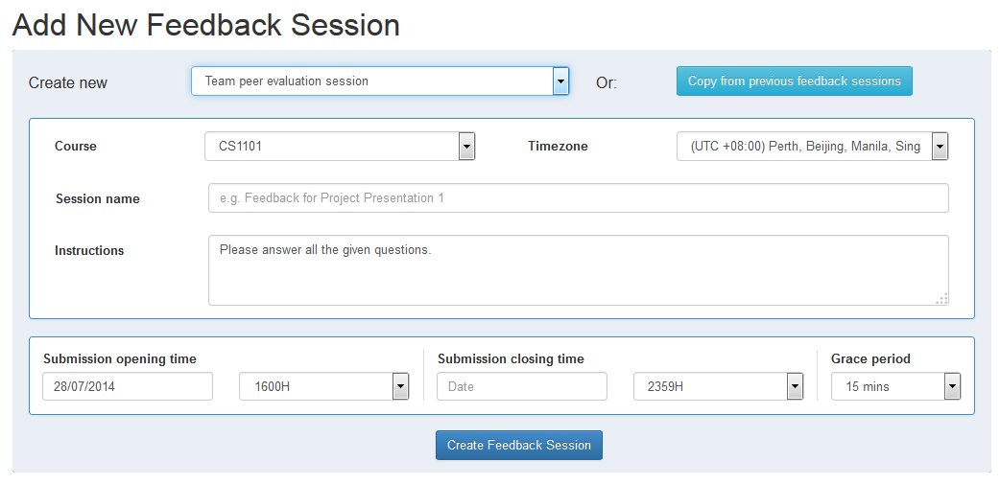 Add New Feedback Session
Create new Team peer evaluation session Or: Copy from previous feedback sessions
Course CS1101 Timezone (UTC +08:00) Perth, Beijing, Manila, Sing
Session name e.g. Feedback for Project Presentation 1
Instructions Please answer all the given questions.
Submission opening time Submission closing time Grace period
28/07/2014 1600H Date 2359H 15 mins
Create Feedback Session